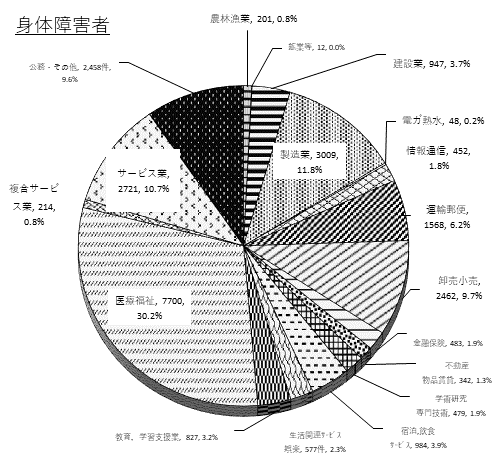 身体障害者
農林漁業, 201, 0.8%
鉱業等, 12, 0.0%
建設業, 947, 3.7%
製造業, 3009,
11.8%
電ガ熱水, 48, 0.2%
情報通信, 452,
1.8%
運輸郵便,
1568, 6.2%
卸売小売,
2462, 9.7%
金融保険, 483, 1.9%
不動産
物品賃貸, 342, 1.3%
学術研究
専門技術, 479, 1.9%
宿泊,飲食
ｻｰﾋﾞｽ, 984, 3.9%
生活関連ｻｰﾋﾞｽ
娯楽, 577件, 2.3%
教育, 学習支援業, 827, 3.2%
医療福祉, 7700,
30.2%
複合サービ
ス業, 214,
0.8%
サービス業,
2721, 10.7%
公務・その他, 2,458件,
9.6%